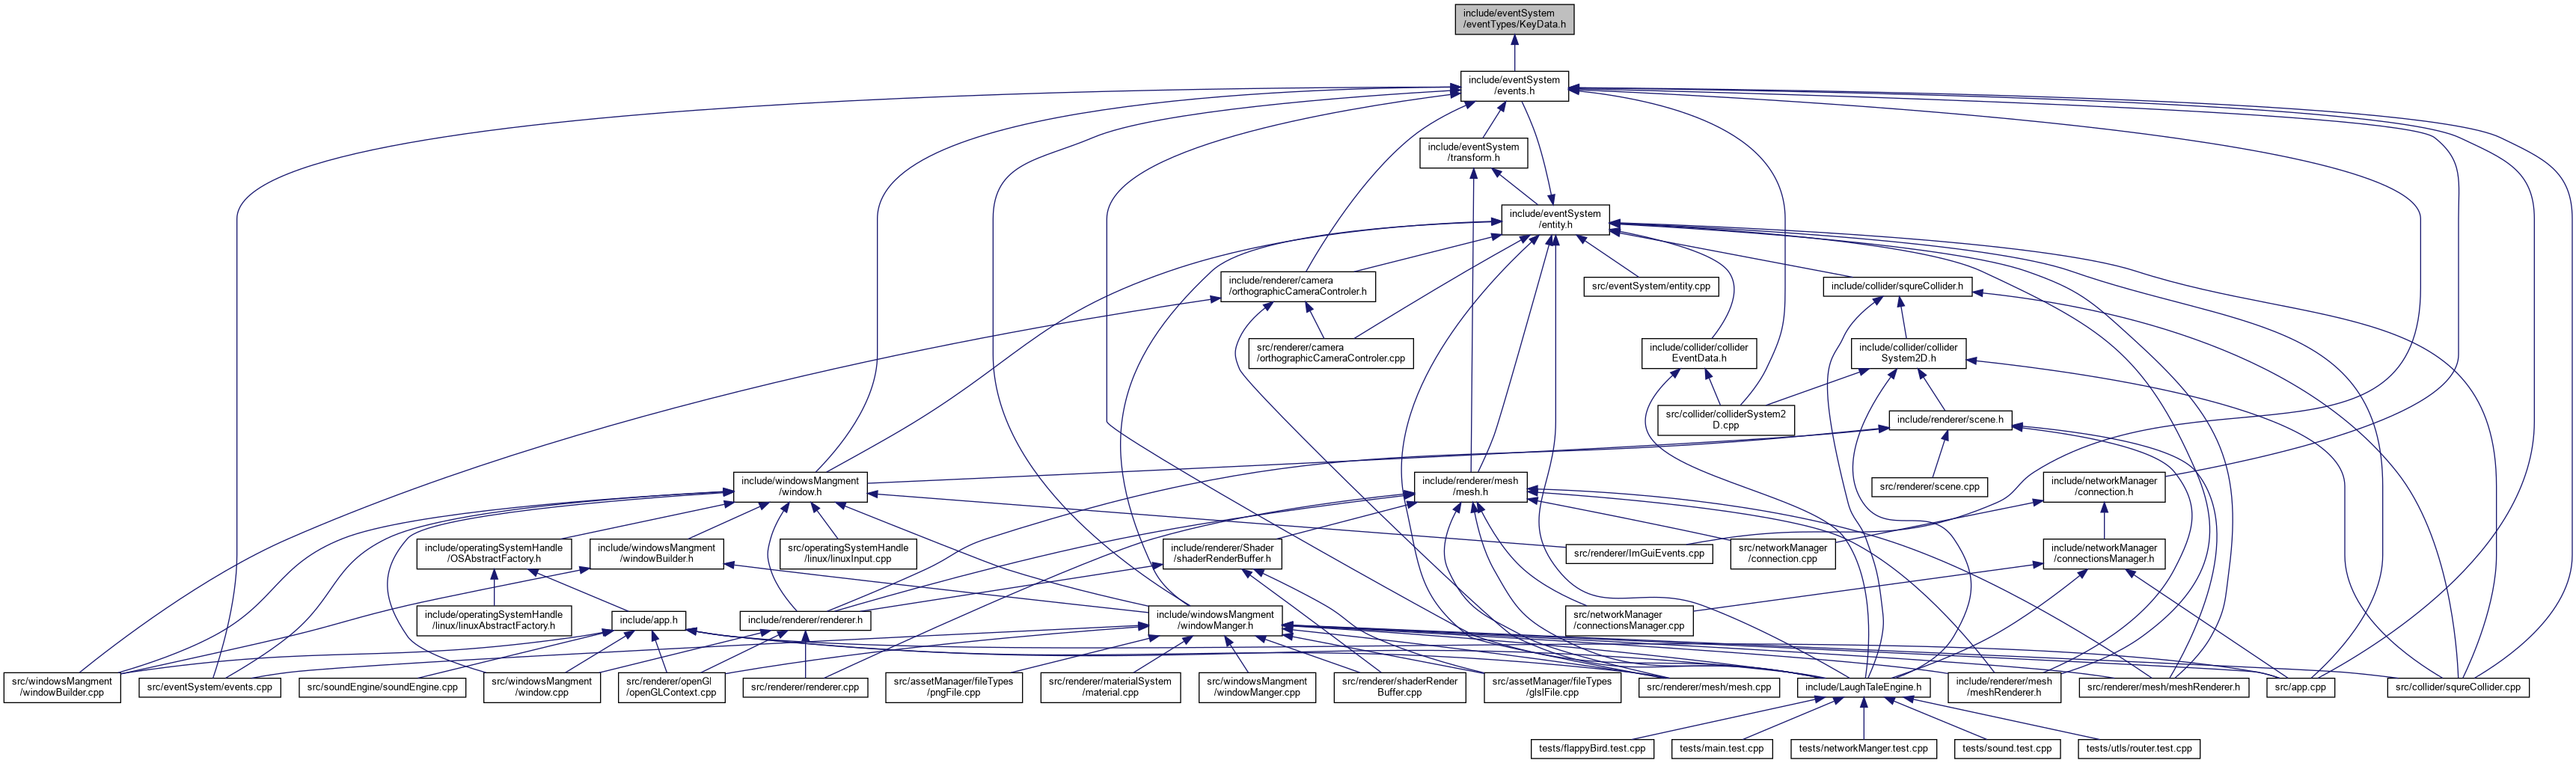 include/eventSystem
/eventTypes/KeyData.h
include/eventSystem
/events.h
include/eventSystem
/transform.h
include/eventSystem
/entity.h
include/renderer/camera
/orthographicCameraControler.h
src/eventSystem/entity.cpp
include/collider/squreCollider.h
src/renderer/camera
/orthographicCameraControler.cpp
include/collider/collider
EventData.h
include/collider/collider
System2D.h
src/collider/colliderSystem2
D.cpp
include/renderer/scene.h
include/windowsMangment
/window.h
include/renderer/mesh
/mesh.h
src/renderer/scene.cpp
include/networkManager
/connection.h
include/operatingSystemHandle
/OSAbstractFactory.h
include/windowsMangment
/windowBuilder.h
src/operatingSystemHandle
/linux/linuxInput.cpp
include/renderer/Shader
/shaderRenderBuffer.h
src/renderer/ImGuiEvents.cpp
src/networkManager
/connection.cpp
include/networkManager
/connectionsManager.h
include/operatingSystemHandle
/linux/linuxAbstractFactory.h
include/app.h
include/renderer/renderer.h
include/windowsMangment
/windowManger.h
src/networkManager
/connectionsManager.cpp
src/windowsMangment
/windowBuilder.cpp
src/eventSystem/events.cpp
src/soundEngine/soundEngine.cpp
src/windowsMangment
/window.cpp
src/renderer/openGl
/openGLContext.cpp
src/renderer/renderer.cpp
src/assetManager/fileTypes
/pngFile.cpp
src/renderer/materialSystem
/material.cpp
src/windowsMangment
/windowManger.cpp
src/renderer/shaderRender
Buffer.cpp
src/assetManager/fileTypes
/glslFile.cpp
src/renderer/mesh/mesh.cpp
include/LaughTaleEngine.h
include/renderer/mesh
/meshRenderer.h
src/renderer/mesh/meshRenderer.h
src/app.cpp
src/collider/squreCollider.cpp
tests/flappyBird.test.cpp
tests/main.test.cpp
tests/networkManger.test.cpp
tests/sound.test.cpp
tests/utls/router.test.cpp